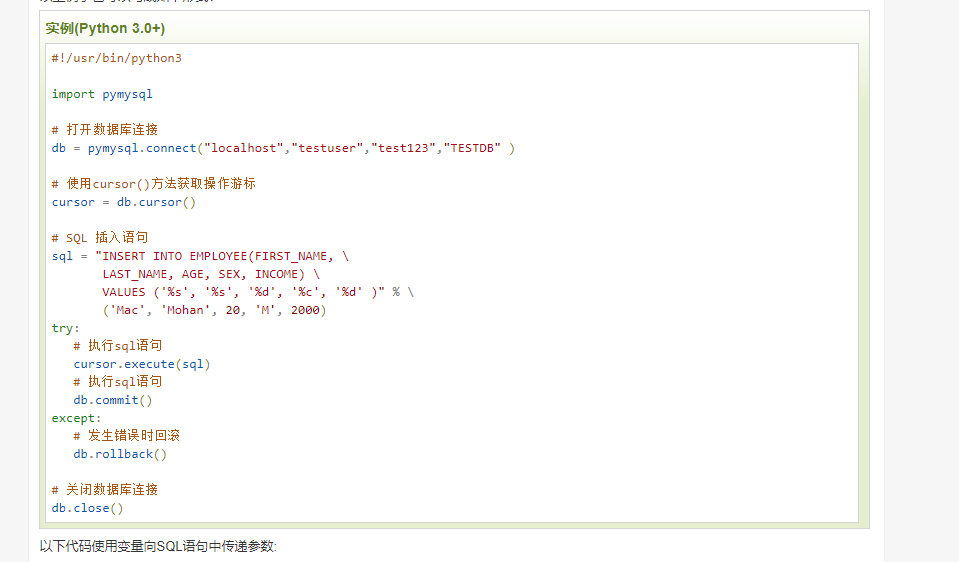 实例(Python 3.0+)
#!/usr/bin/python3
import pymysql
# 打开数据库连接
db = pymysql.connect("localhost","testuser","test123","TESTDB" )
# 使用cursor()方法获取操作游标
cursor = db.cursor()
# SQL 插入语句
sql = "INSERT INTO EMPLOYEE(FIRST_NAME, \
LAST_NAME, AGE, SEX, INCOME) \
VALUES ('%s', '%s', '%d', '%c', '%d' )" % \
('Mac', 'Mohan', 20, 'M', 2000)
try:
# 执行sql语句
cursor.execute(sql)
# 执行sql语句
db.commit()
except:
# 发生错误时回滚
db.rollback()
# 关闭数据库连接
db.close()
以下代码使用变量向SQL语句中传递参数: